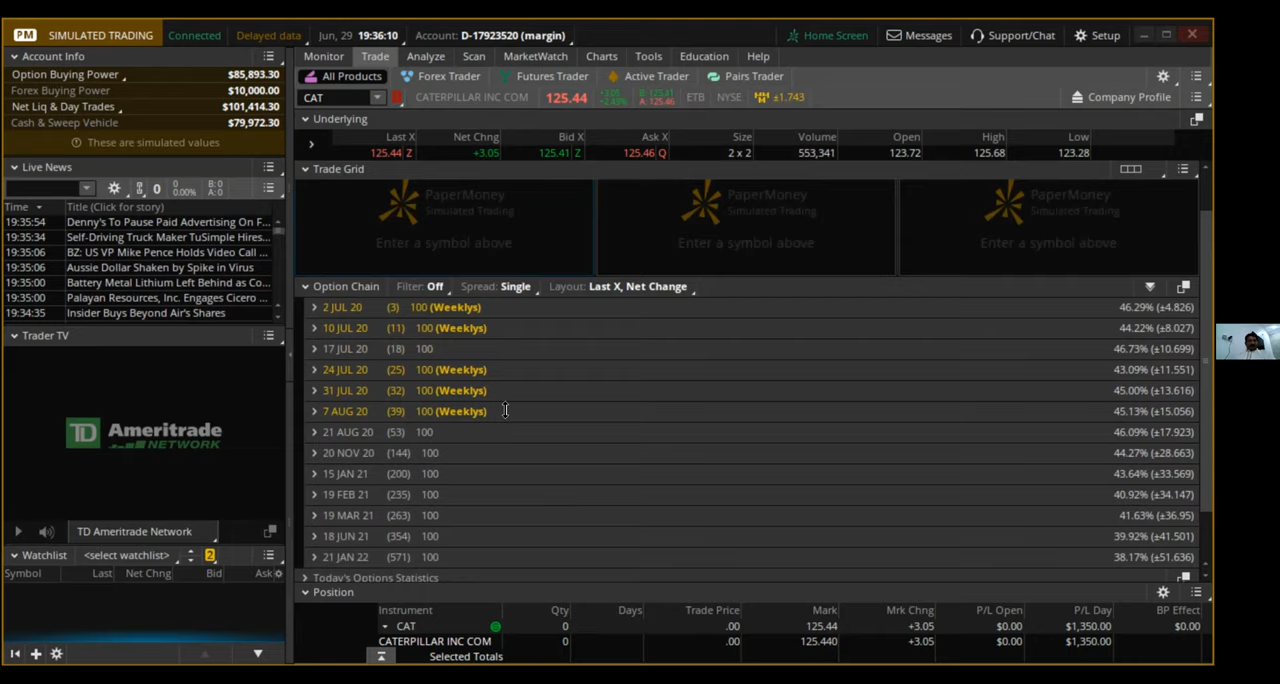 PM SIMULATED TRADING Connected Delayed data Jun, 29 19:36:10 Account: D-17923520 (margin) Home Screen Messages Support/Chat Setup
Account Info
Option Buying Power $85,893.30
Forex Buying Power $10,000.00
Net Liq & Day Trades $101,414.30
Cash & Sweep Vehicle $79,972.30
These are simulated values
Live News
0 0 0.00% B: 0 A: 0
Time Title (Click for story)
19:35:54 Denny's To Pause Paid Advertising On F...
19:35:34 Self-Driving Truck Maker TuSimple Hires...
19:35:06 BZ: US VP Mike Pence Holds Video Call ...
19:35:06 Aussie Dollar Shaken by Spike in Virus
19:35:00 Battery Metal Lithium Left Behind as Co...
19:35:00 Palayan Resources, Inc. Engages Cicero ...
19:34:35 Insider Buys Beyond Air's Shares
Trader TV
TD Ameritrade
NETWORK
TD Ameritrade Network
Watchlist <select watchlist> 2
Symbol Last Net Chng Bid Ask
Monitor Trade Analyze Scan MarketWatch Charts Tools Education Help
All Products Forex Trader Futures Trader Active Trader Pairs Trader
CAT CATERPILLAR INC COM 125.44 +3.05 +2.49% B: 125.41 A: 125.46 ETB NYSE ±1.743 Company Profile
Underlying
Last X Net Chng Bid X Ask X Size Volume Open High Low
125.44 Z +3.05 125.41 Z 125.46 Q 2 x 2 553,341 123.72 125.68 123.28
Trade Grid
PaperMoney PaperMoney PaperMoney
Simulated Trading Simulated Trading Simulated Trading
Enter a symbol above Enter a symbol above Enter a symbol above
Option Chain Filter: Off Spread: Single Layout: Last X, Net Change
2 JUL 20 (3) 100 (Weeklys) 46.29% (±4.826)
10 JUL 20 (11) 100 (Weeklys) 44.22% (±8.027)
17 JUL 20 (18) 100 46.73% (±10.699)
24 JUL 20 (25) 100 (Weeklys) 43.09% (±11.551)
31 JUL 20 (32) 100 (Weeklys) 45.00% (±13.616)
7 AUG 20 (39) 100 (Weeklys) 45.13% (±15.056)
21 AUG 20 (53) 100 46.09% (±17.923)
20 NOV 20 (144) 100 44.27% (±28.663)
15 JAN 21 (200) 100 43.64% (±33.569)
19 FEB 21 (235) 100 40.92% (±34.147)
19 MAR 21 (263) 100 41.63% (±36.95)
18 JUN 21 (354) 100 39.92% (±41.501)
21 JAN 22 (571) 100 38.17% (±51.636)
Today's Options Statistics
Position
Instrument Qty Days Trade Price Mark Mrk Chng P/L Open P/L Day BP Effect
CAT 0 .00 125.44 +3.05 $0.00 $1,350.00 $0.00
CATERPILLAR INC COM 0 .00 125.440 +3.05 $0.00 $1,350.00
Selected Totals